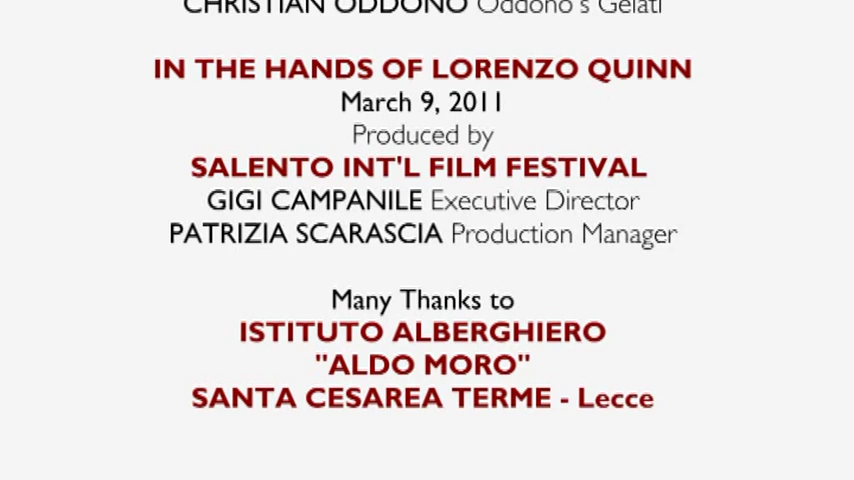 CHRISTIAN ODDONO Oddono's Gelati
IN THE HANDS OF LORENZO QUINN
March 9, 2011
Produced by
SALENTO INT'L FILM FESTIVAL
GIGI CAMPANILE Executive Director
PATRIZIA SCARASCIA Production Manager
Many Thanks to
ISTITUTO ALBERGHIERO
"ALDO MORO"
SANTA CESAREA TERME - Lecce